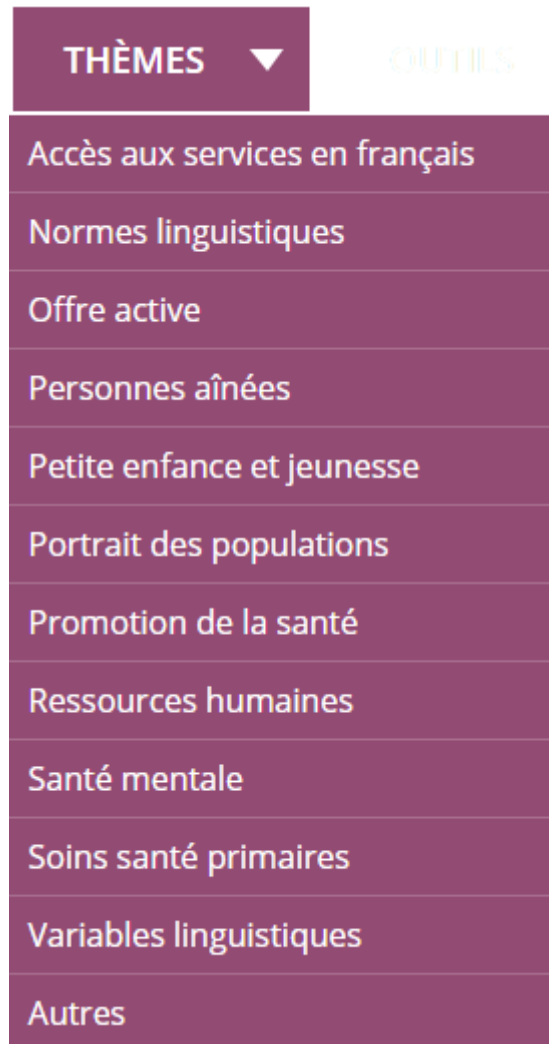 THÈMES OUTILS
Accès aux services en français
Normes linguistiques
Offre active
Personnes aînées
Petite enfance et jeunesse
Portrait des populations
Promotion de la santé
Ressources humaines
Santé mentale
Soins santé primaires
Variables linguistiques
Autres